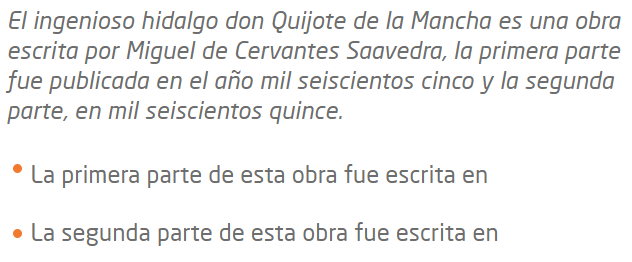 El ingenioso hidalgo don Quijote de la Mancha es una obra
escrita por Miguel de Cervantes Saavedra, la primera parte
fue publicada en el año mil seiscientos cinco y la segunda
parte, en mil seiscientos quince.
• La primera parte de esta obra fue escrita en
• La segunda parte de esta obra fue escrita en